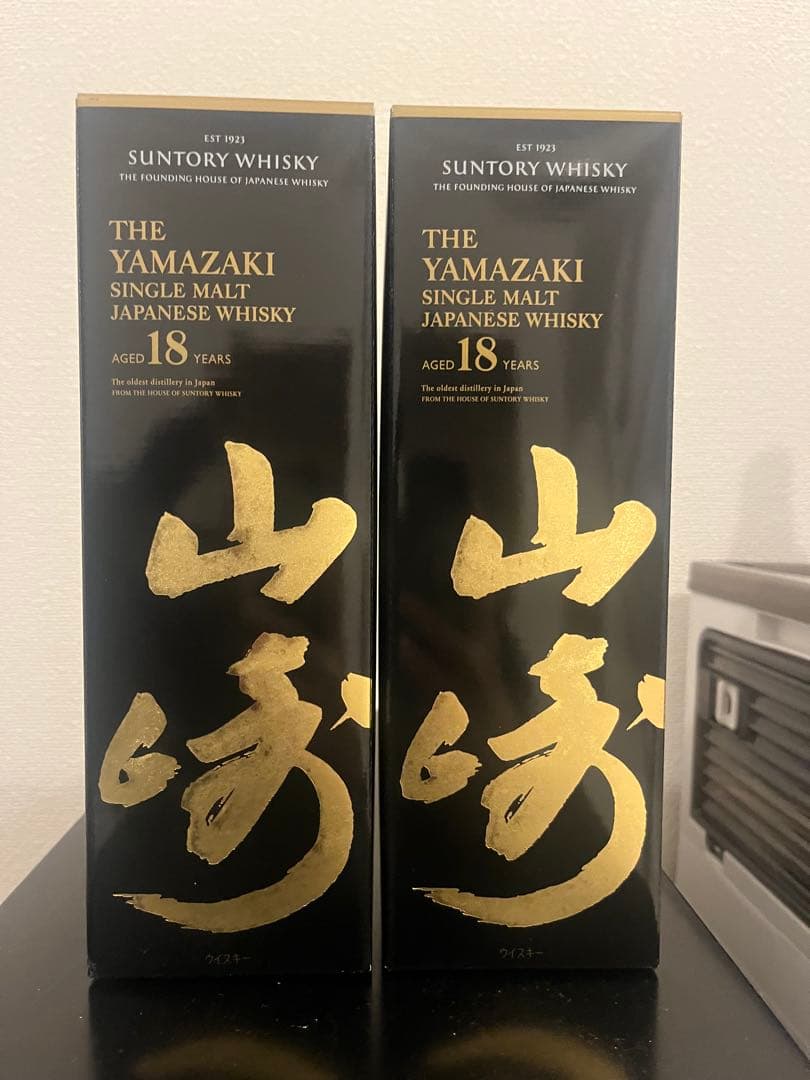 EST 1923
SUNTORY WHISKY
THE FOUNDING HOUSE OF JAPANESE WHISKY
THE
YAMAZAKI
SINGLE MALT
JAPANESE WHISKY
AGED 18 YEARS
The oldest distillery in Japan
FROM THE HOUSE OF SUNTORY WHISKY
山
崎
ウイスキー
EST 1923
SUNTORY WHISKY
THE FOUNDING HOUSE OF JAPANESE WHISKY
THE
YAMAZAKI
SINGLE MALT
JAPANESE WHISKY
AGED 18 YEARS
The oldest distillery in Japan
FROM THE HOUSE OF SUNTORY WHISKY
山
崎
ウイスキー